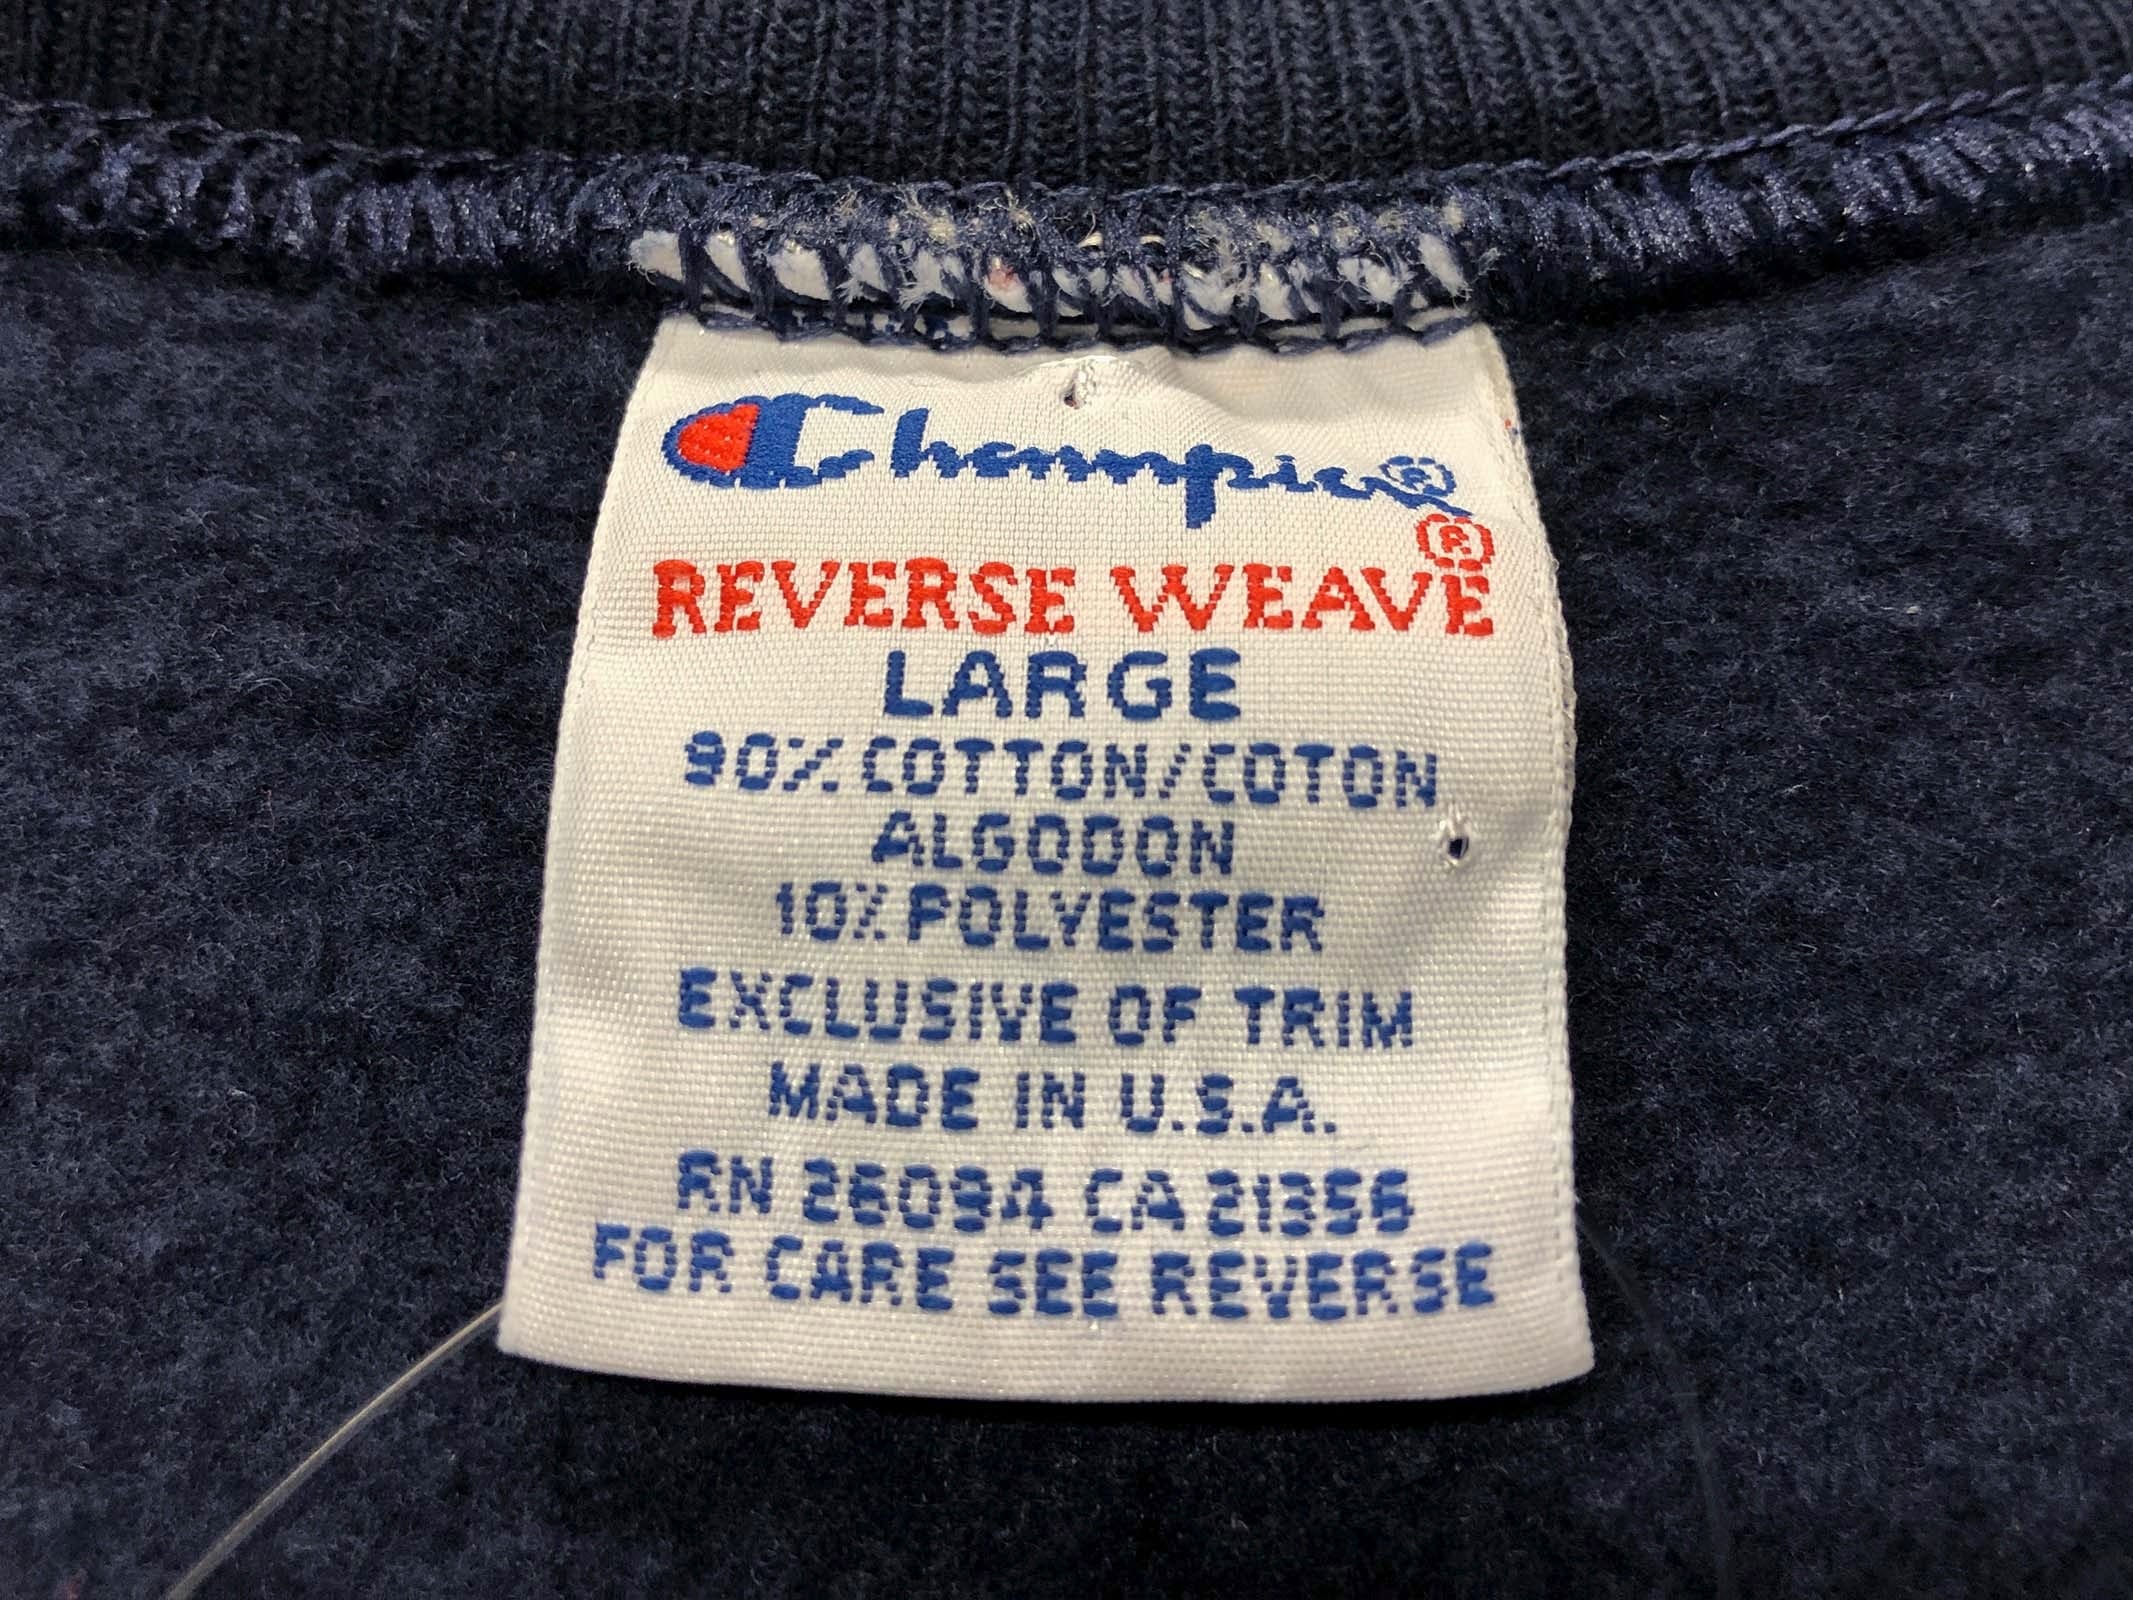 Champion®
REVERSE WEAVE®
LARGE
90% COTTON/COTON
ALGODON
10% POLYESTER
EXCLUSIVE OF TRIM
MADE IN U.S.A.
RN 26094 CA 21356
FOR CARE SEE REVERSE